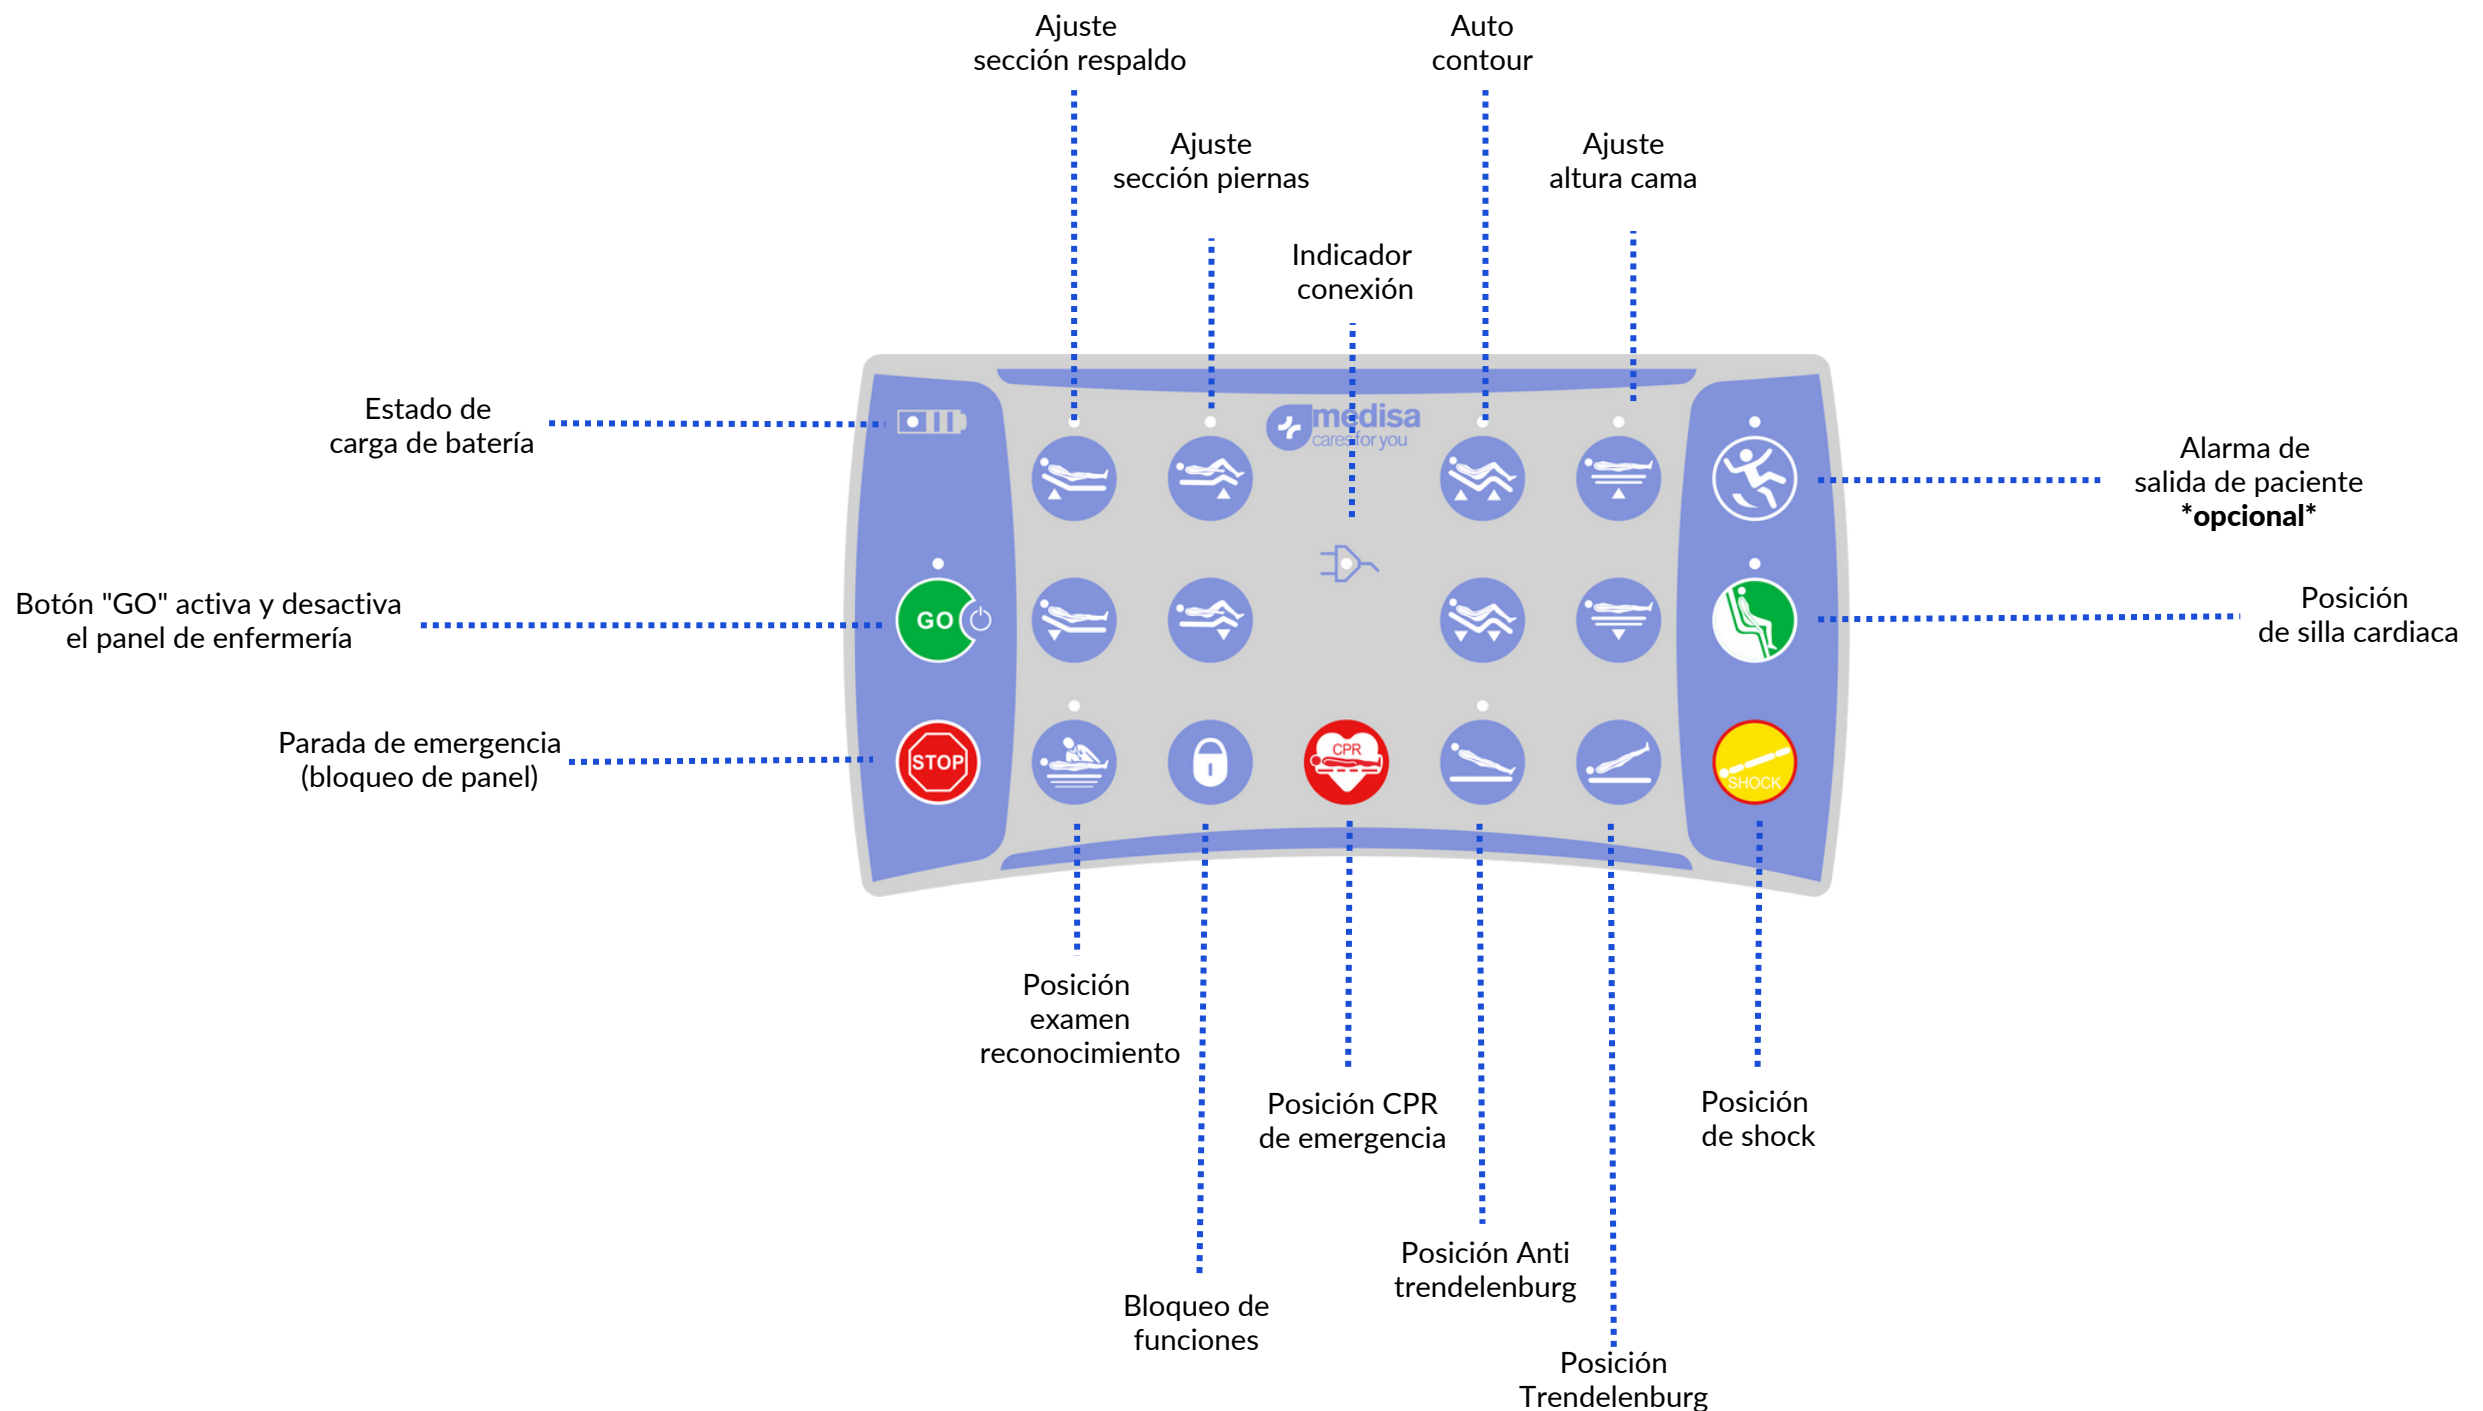 Ajuste
sección respaldo
Auto
contour
Ajuste
sección piernas
Ajuste
altura cama
Indicador
conexión
Estado de
carga de batería
medisa
cares for you
Alarma de
salida de paciente
*opcional*
Botón "GO" activa y desactiva
el panel de enfermería
GO
Posición
de silla cardiaca
Parada de emergencia
(bloqueo de panel)
STOP
CPR
SHOCK
Posición
examen
reconocimiento
Posición CPR
de emergencia
Posición
de shock
Posición Anti
trendelenburg
Bloqueo de
funciones
Posición
Trendelenburg